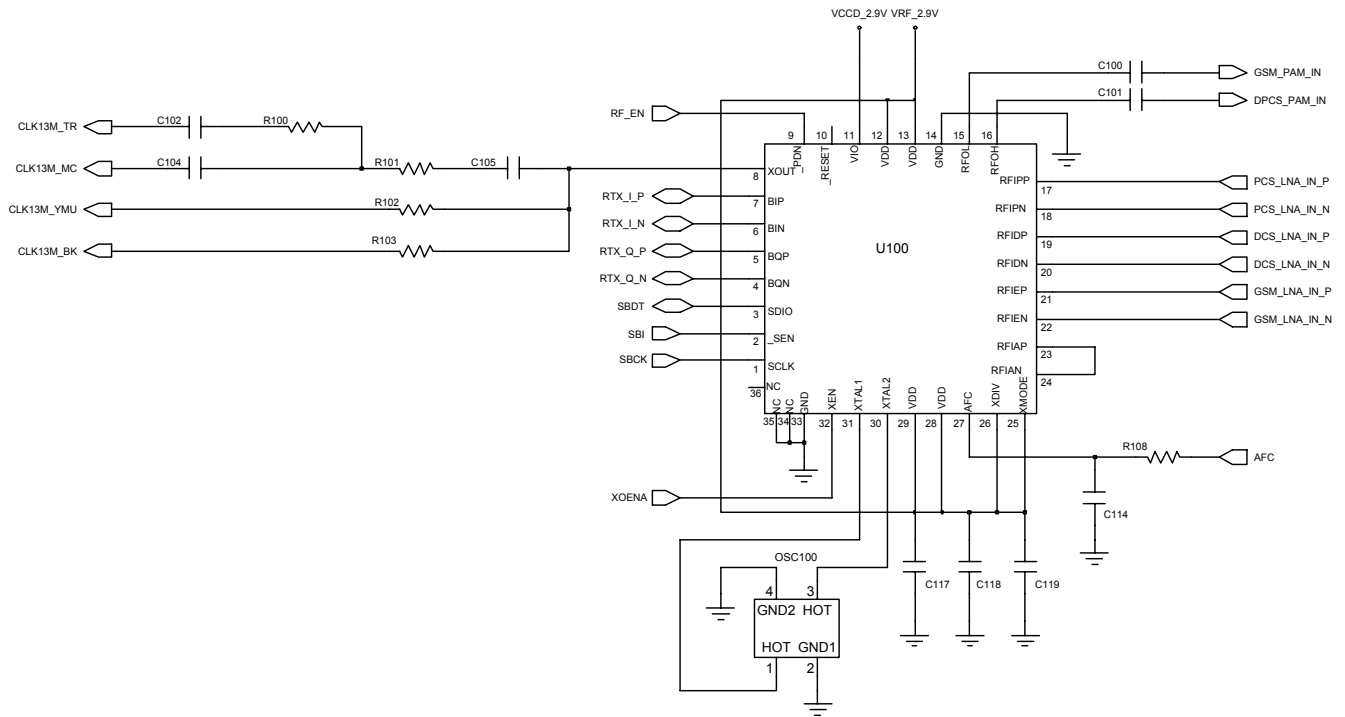 VCCD_2.9V VRF_2.9V
C100
GSM_PAM_IN
C101
DPCS_PAM_IN
RF_EN
CLK13M_TR
C102
R100
9 10 11 12 13 14 15 16
_PDN
_RESET
VIO
VDD
VDD
GND
RFOL
RFOH
CLK13M_MC
C104
R101
C105
XOUT
8
RFIPP
17
PCS_LNA_IN_P
RTX_I_P
BIP
7
CLK13M_YMU
R102
RFIPN
18
PCS_LNA_IN_N
RTX_I_N
BIN
6
RFIDP
19
DCS_LNA_IN_P
CLK13M_BK
R103
RTX_Q_P
BQP
5
U100
RFIDN
20
DCS_LNA_IN_N
RTX_Q_N
BQN
4
RFIEP
21
GSM_LNA_IN_P
SBDT
SDIO
3
RFIEN
22
GSM_LNA_IN_N
SBI
_SEN
2
RFIAP
23
SBCK
SCLK
1
RFIAN
24
NC
36
NC
NC
GND
XEN
XTAL1
XTAL2
VDD
VDD
AFC
XDIV
XMODE
35 34 33 32 31 30 29 28 27 26 25
R108
AFC
XOENA
C114
OSC100
C117
C118
C119
4 3
GND2 HOT
HOT GND1
1 2